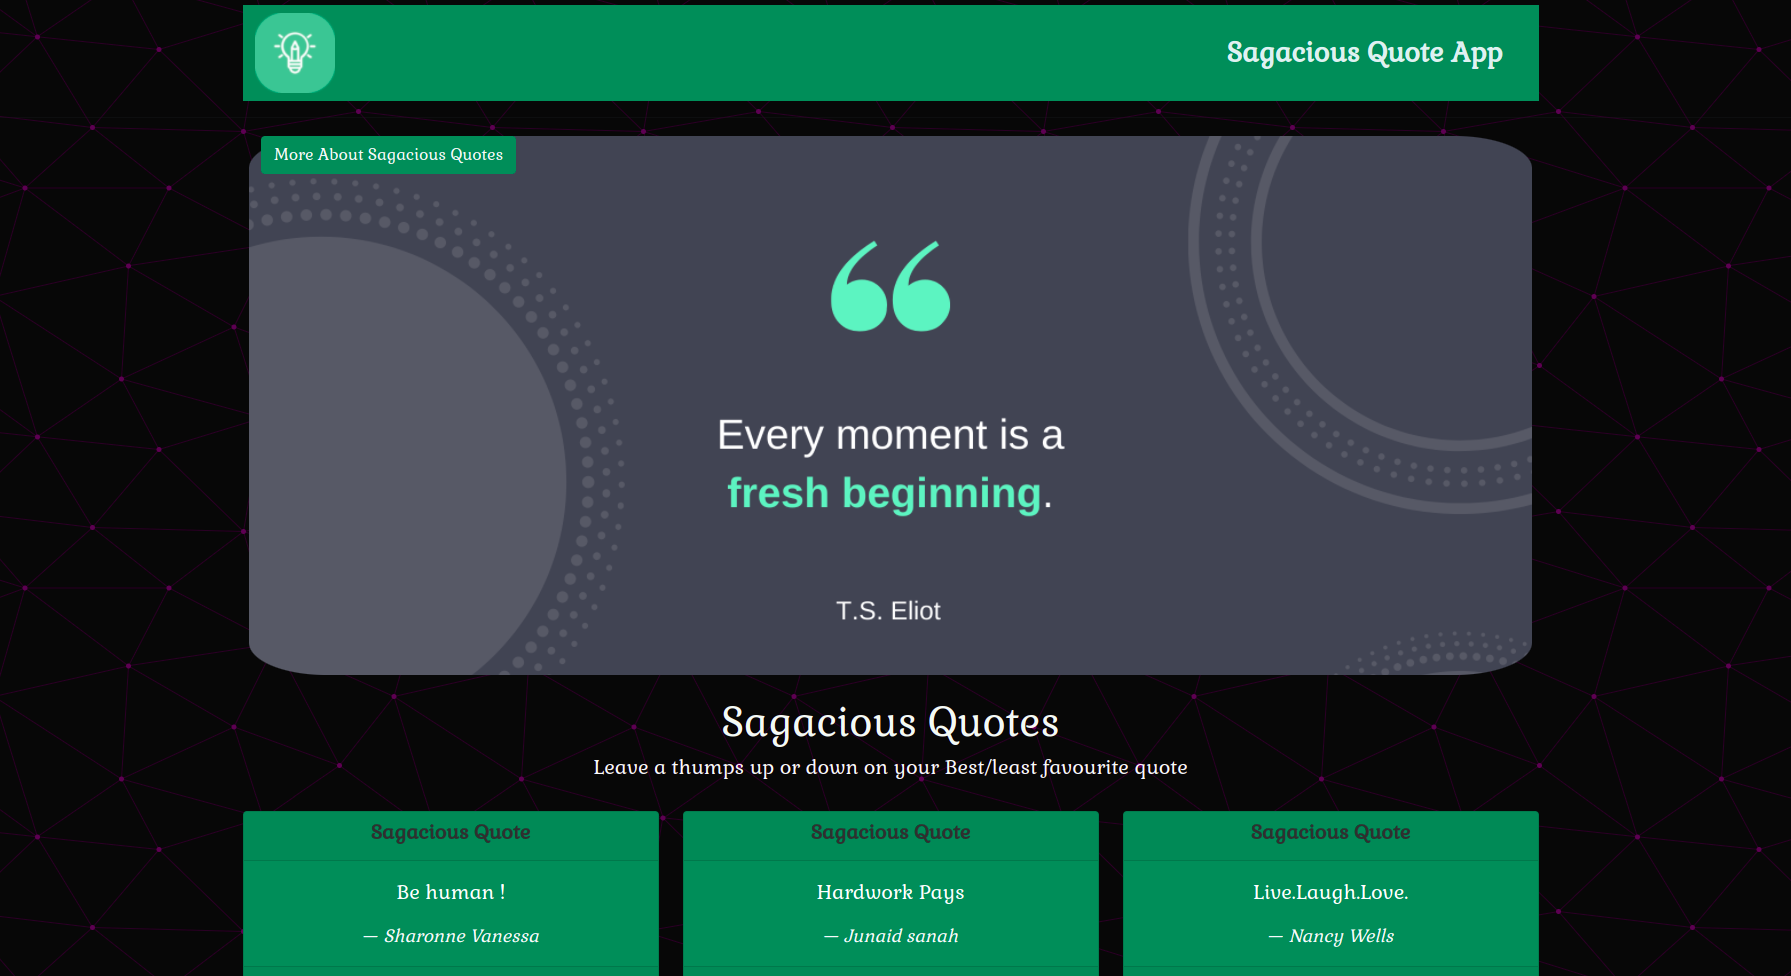 Sagacious Quote App
More About Sagacious Quotes
Every moment is a
fresh beginning.
T.S. Eliot
Sagacious Quotes
Leave a thumps up or down on your Best/least favourite quote
Sagacious Quote
Be human !
— Sharonne Vanessa
Sagacious Quote
Hardwork Pays
— Junaid sanah
Sagacious Quote
Live.Laugh.Love.
— Nancy Wells